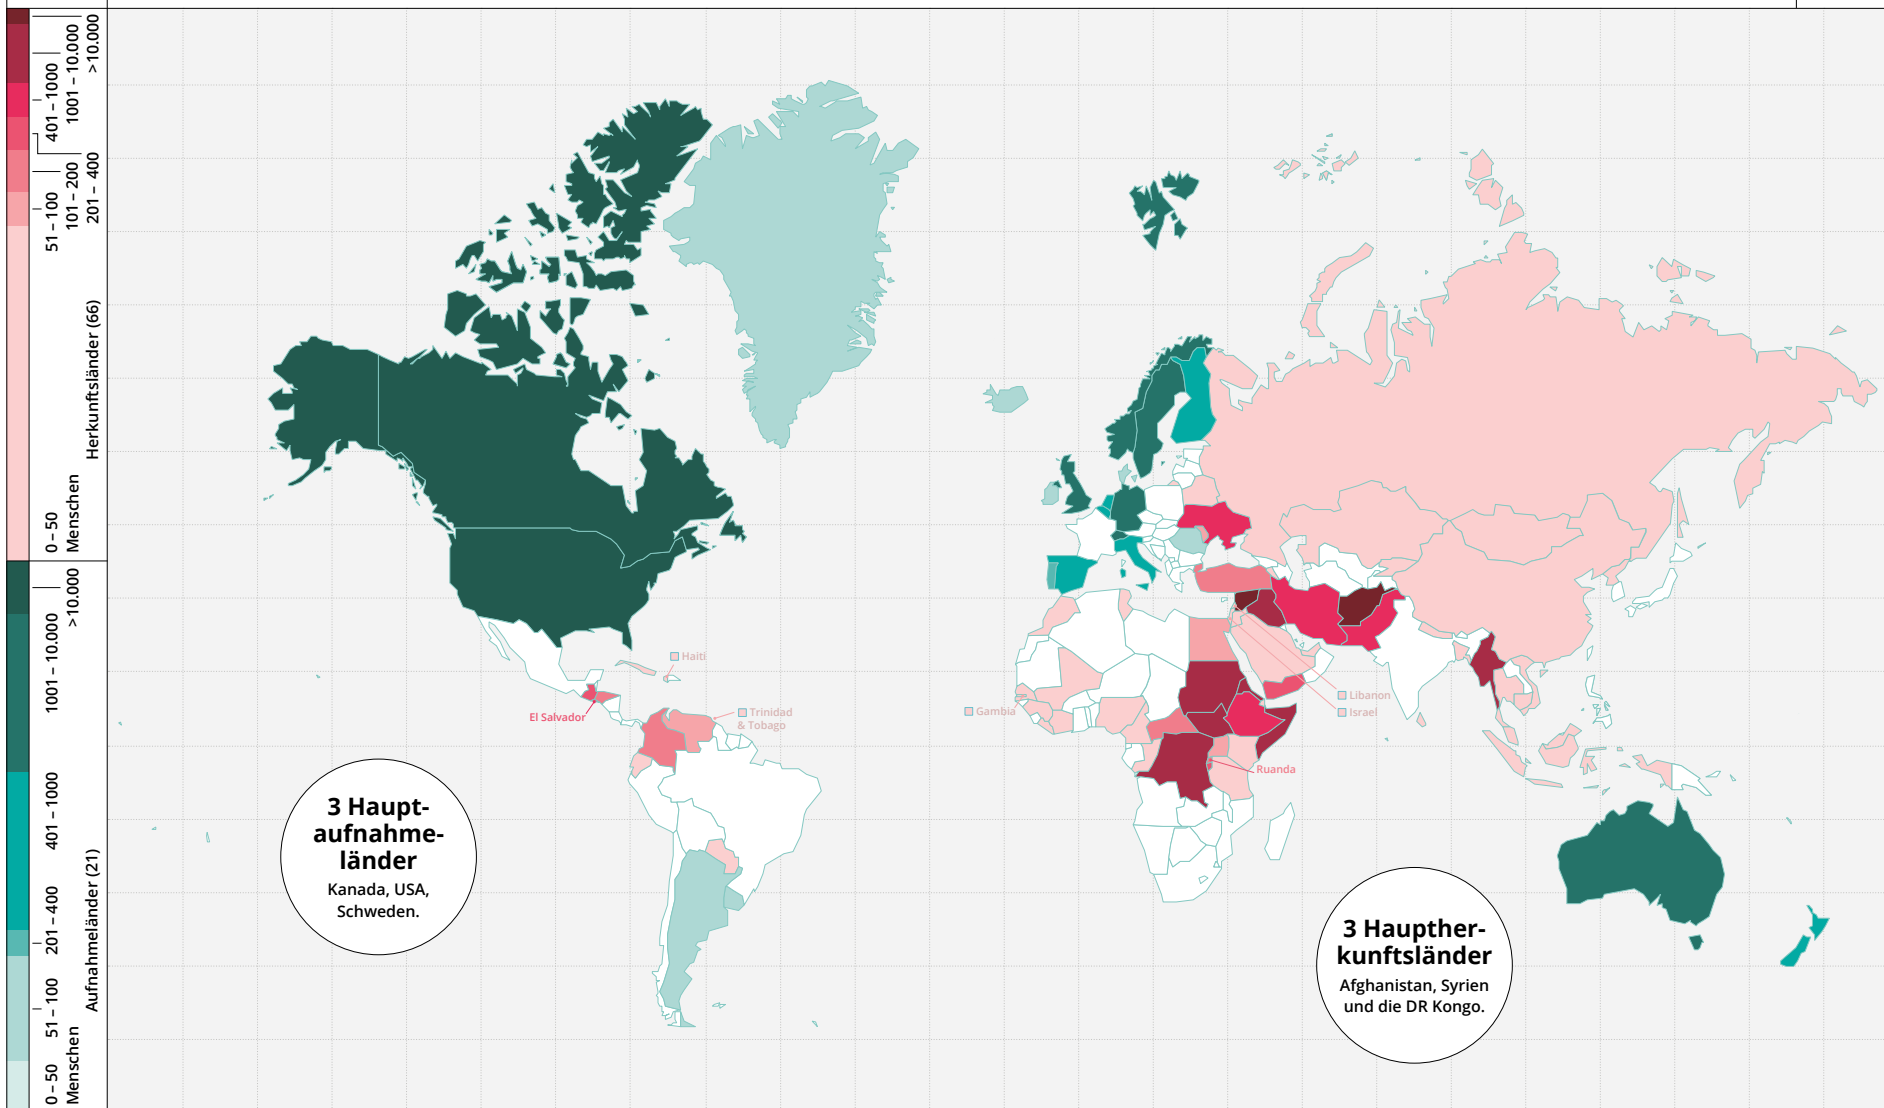 >10.000
1001 – 10.000
401 – 1000
201 – 400
101 – 200
51 – 100
0 – 50
Menschen
Herkunftsländer (66)
>10.000
1001 – 10.000
401 – 1000
201 – 400
51 – 100
0 – 50
Menschen
Aufnahmeländer (21)
Haiti
El Salvador
Trinidad
& Tobago
Gambia
Libanon
Israel
Ruanda
3 Haupt-
aufnahme-
länder
Kanada, USA,
Schweden.
3 Haupther-
kunftsländer
Afghanistan, Syrien
und die DR Kongo.